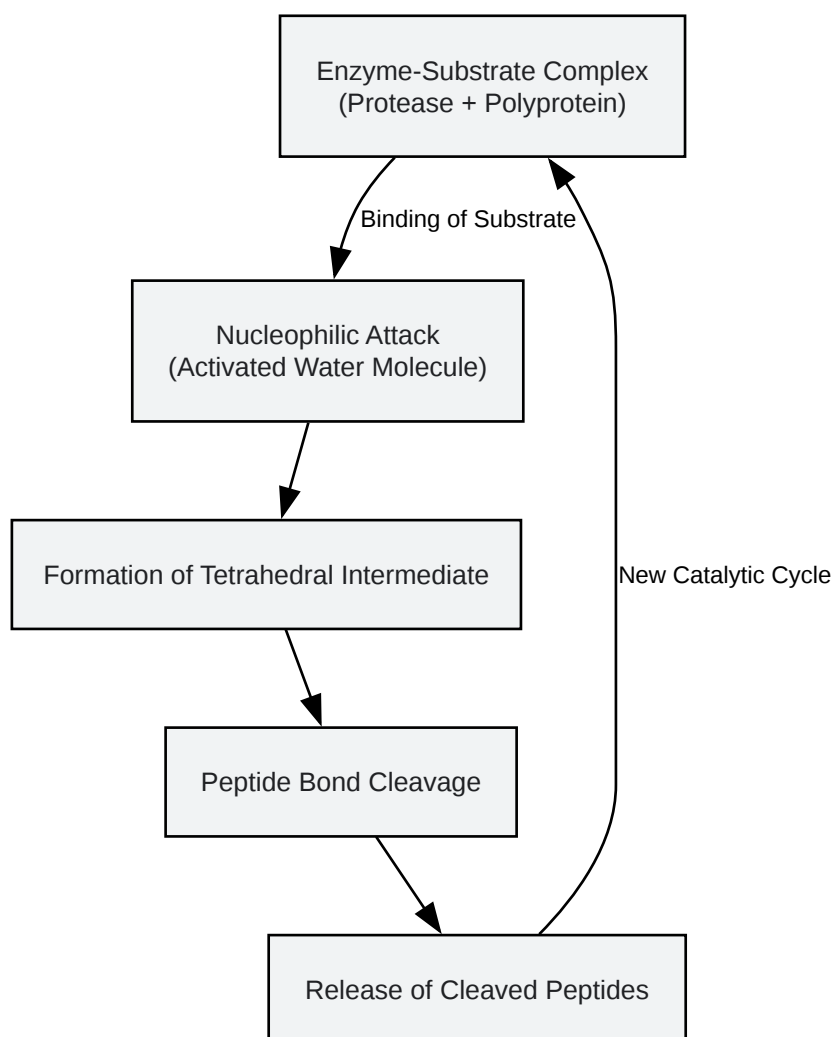 Enzyme-Substrate Complex
(Protease + Polyprotein)
Binding of Substrate
Nucleophilic Attack
(Activated Water Molecule)
Formation of Tetrahedral Intermediate
New Catalytic Cycle
Peptide Bond Cleavage
Release of Cleaved Peptides